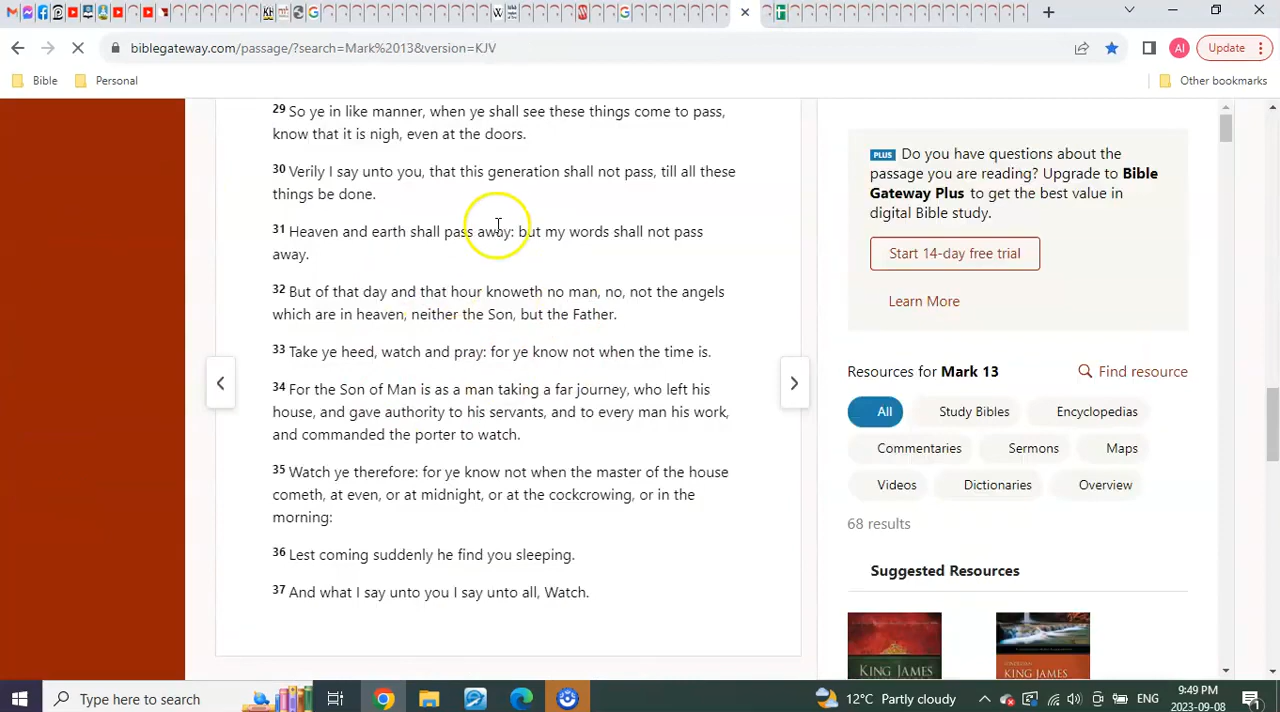 biblegateway.com/passage/?search=Mark%2013&version=KJV
AI
Update
Bible
Personal
Other bookmarks
29 So ye in like manner, when ye shall see these things come to pass,
know that it is nigh, even at the doors.
30 Verily I say unto you, that this generation shall not pass, till all these
things be done.
31 Heaven and earth shall pass away: but my words shall not pass
away.
32 But of that day and that hour knoweth no man, no, not the angels
which are in heaven, neither the Son, but the Father.
33 Take ye heed, watch and pray: for ye know not when the time is.
34 For the Son of Man is as a man taking a far journey, who left his
house, and gave authority to his servants, and to every man his work,
and commanded the porter to watch.
35 Watch ye therefore: for ye know not when the master of the house
cometh, at even, or at midnight, or at the cockcrowing, or in the
morning:
36 Lest coming suddenly he find you sleeping.
37 And what I say unto you I say unto all, Watch.
PLUS Do you have questions about the
passage you are reading? Upgrade to Bible
Gateway Plus to get the best value in
digital Bible study.
Start 14-day free trial
Learn More
Resources for Mark 13
Find resource
All
Study Bibles
Encyclopedias
Commentaries
Sermons
Maps
Videos
Dictionaries
Overview
68 results
Suggested Resources
KING JAMES
KING JAMES
Type here to search
12°C Partly cloudy
ENG
9:49 PM
2023-09-08
1